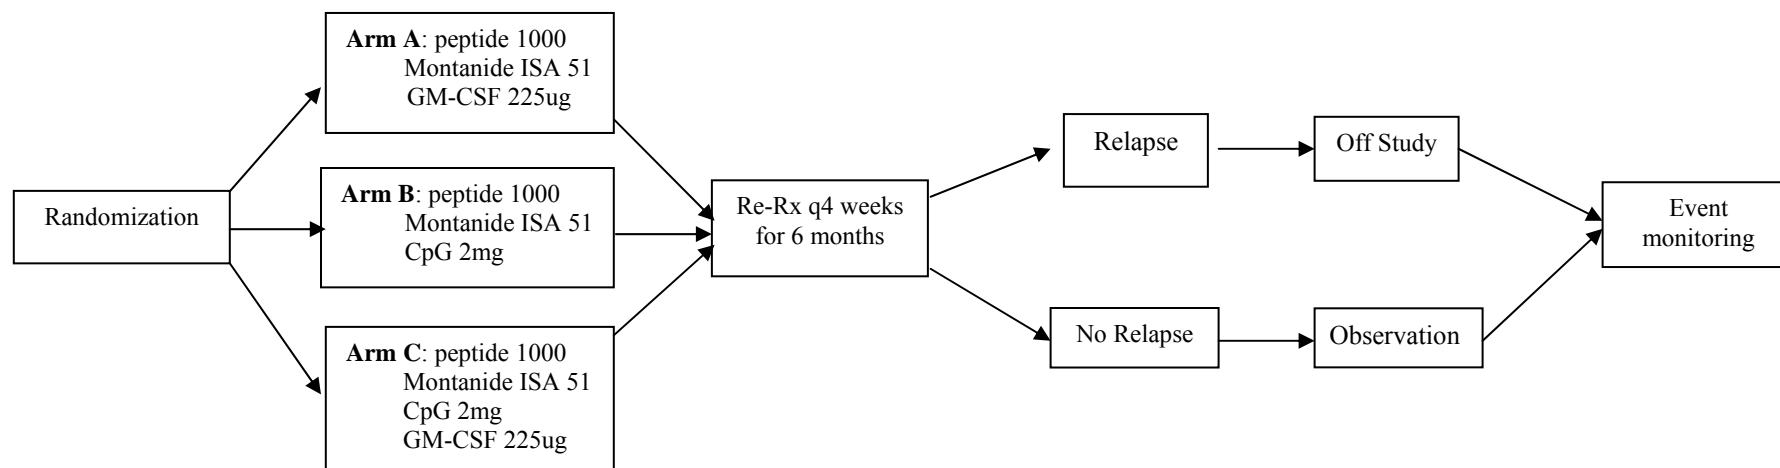 Randomization
Arm A: peptide 1000
Montanide ISA 51
GM-CSF 225ug
Arm B: peptide 1000
Montanide ISA 51
CpG 2mg
Arm C: peptide 1000
Montanide ISA 51
CpG 2mg
GM-CSF 225ug
Re-Rx q4 weeks
for 6 months
Relapse
Off Study
No Relapse
Observation
Event
monitoring